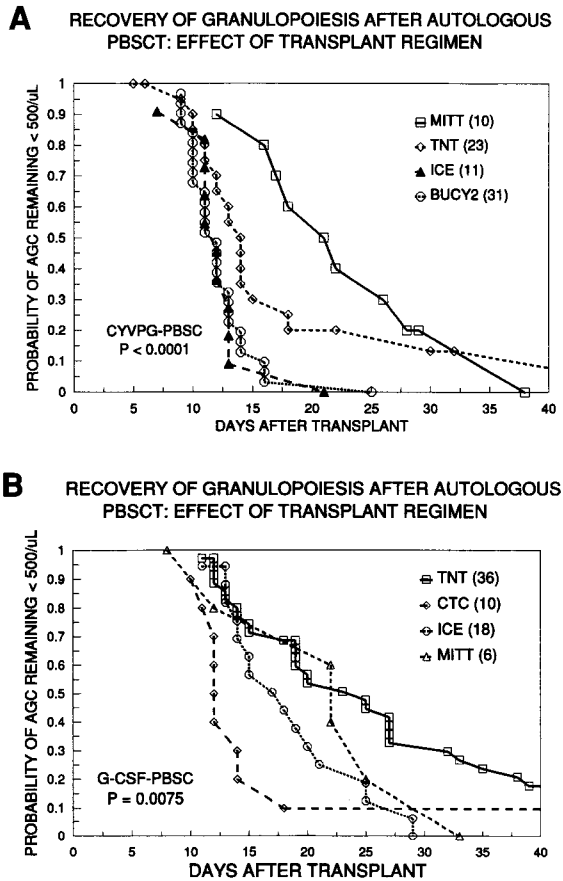 A
RECOVERY OF GRANULOPOIESIS AFTER AUTOLOGOUS
PBSCT: EFFECT OF TRANSPLANT REGIMEN
PROBABILITY OF AGC REMAINING < 500/uL
1
0.9
0.8
0.7
0.6
0.5
0.4
0.3
0.2
0.1
0
MITT (10)
TNT (23)
ICE (11)
BUCY2 (31)
CYVPG-PBSC
P < 0.0001
0 5 10 15 20 25 30 35 40
DAYS AFTER TRANSPLANT
B
RECOVERY OF GRANULOPOIESIS AFTER AUTOLOGOUS
PBSCT: EFFECT OF TRANSPLANT REGIMEN
PROBABILITY OF AGC REMAINING < 500/uL
1
0.9
0.8
0.7
0.6
0.5
0.4
0.3
0.2
0.1
0
TNT (36)
CTC (10)
ICE (18)
MITT (6)
G-CSF-PBSC
P = 0.0075
0 5 10 15 20 25 30 35 40
DAYS AFTER TRANSPLANT